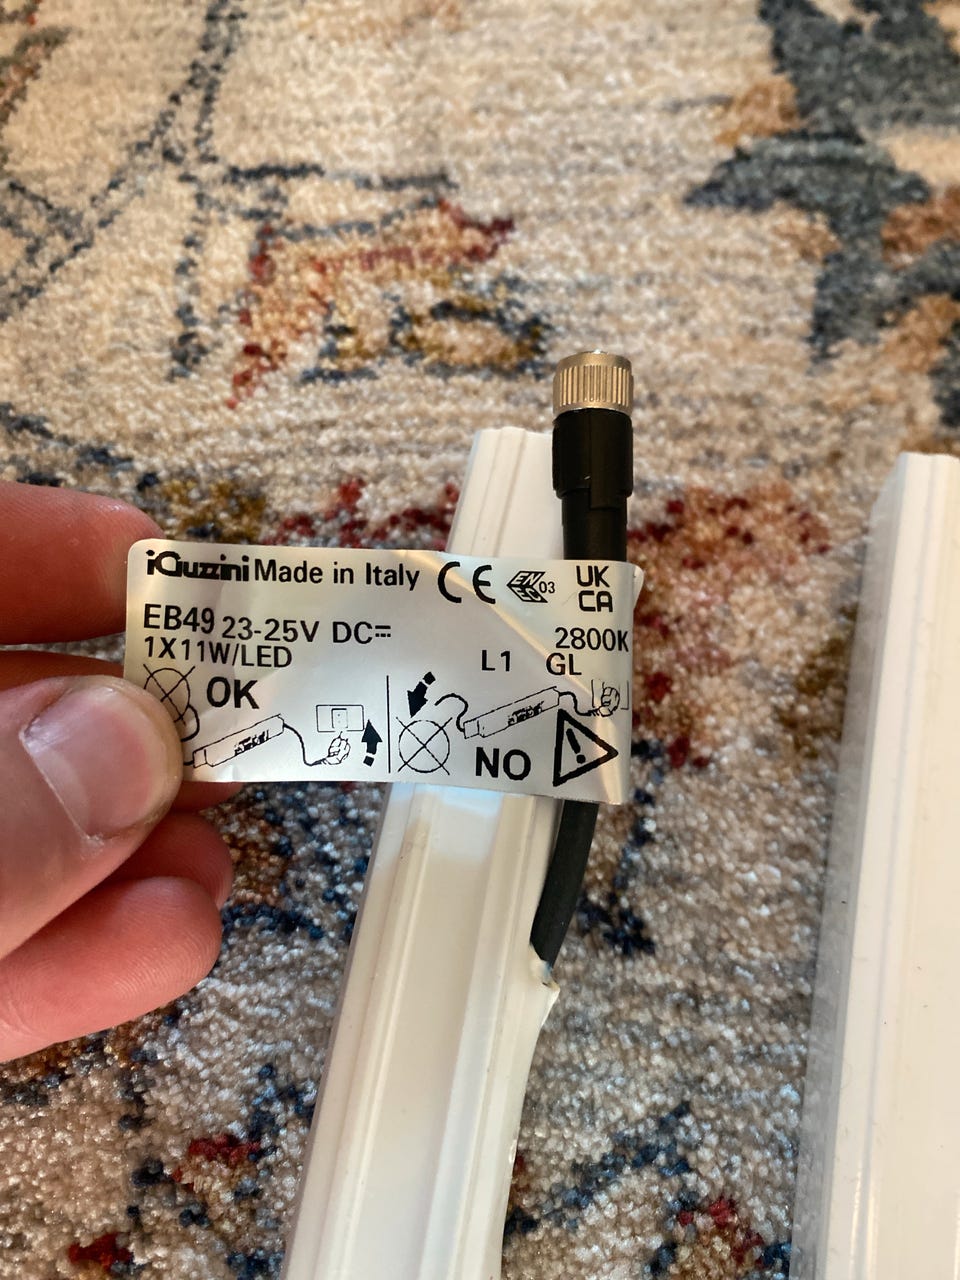 iGuzzini Made in Italy CE ENEC 03 UK CA
EB49 23-25V DC 2800K
1X11W/LED L1 GL
OK
NO